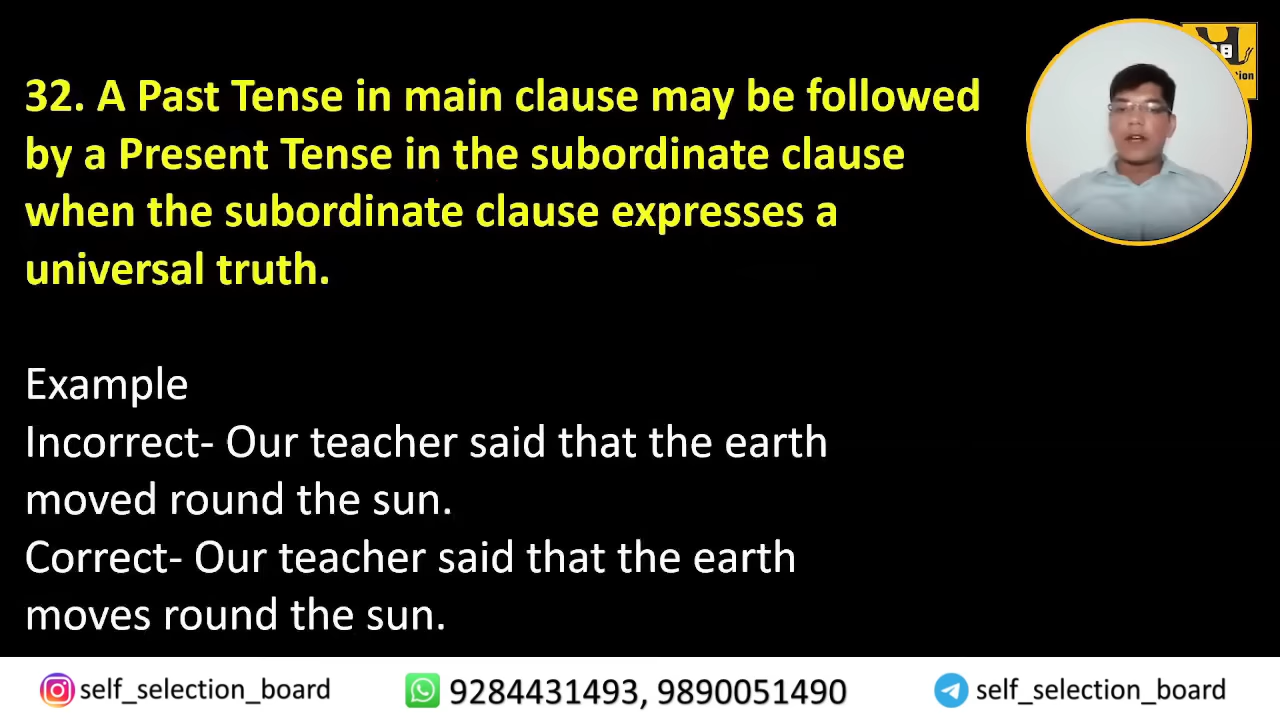 32. A Past Tense in main clause may be followed
by a Present Tense in the subordinate clause
when the subordinate clause expresses a
universal truth.
Example
Incorrect- Our teacher said that the earth
moved round the sun.
Correct- Our teacher said that the earth
moves round the sun.
self_selection_board
9284431493, 9890051490
self_selection_board